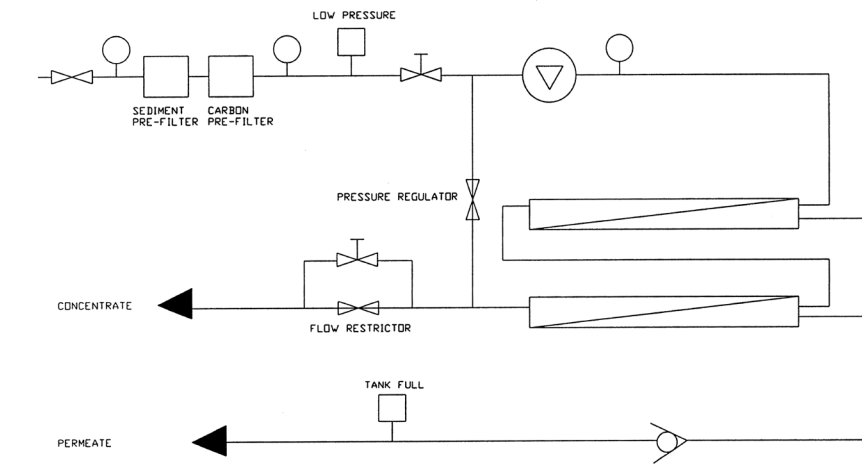 LOW PRESSURE
SEDIMENT CARBON
PRE-FILTER PRE-FILTER
PRESSURE REGULATOR
CONCENTRATE
FLOW RESTRICTOR
TANK FULL
PERMEATE